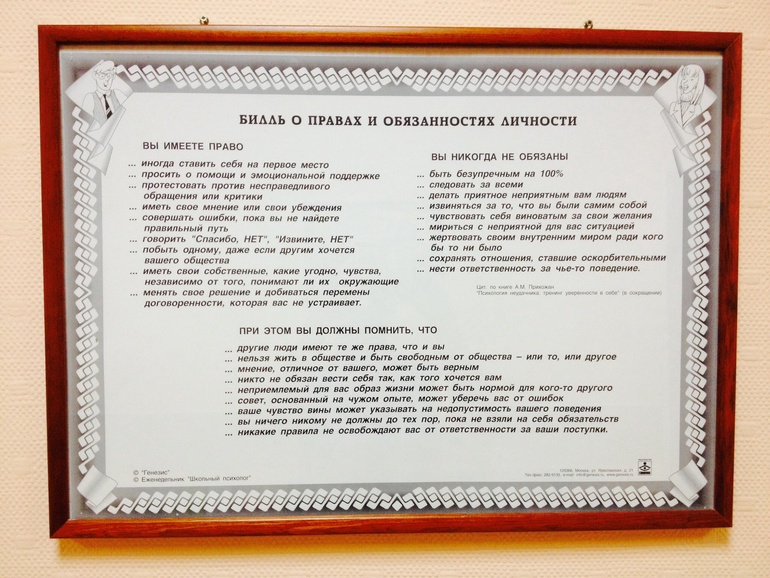 БИЛЛЬ О ПРАВАХ И ОБЯЗАННОСТЯХ ЛИЧНОСТИ
ВЫ ИМЕЕТЕ ПРАВО
... иногда ставить себя на первое место
... просить о помощи и эмоциональной поддержке
... протестовать против несправедливого
обращения или критики
... иметь свое мнение или свои убеждения
... совершать ошибки, пока вы не найдете
правильный путь
... говорить "Спасибо, НЕТ", "Извините, НЕТ"
... побыть одному, даже если другим хочется
вашего общества
... иметь свои собственные, какие угодно, чувства,
независимо от того, понимают ли их окружающие
... менять свое решение и добиваться перемены
договоренности, которая вас не устраивает.
ВЫ НИКОГДА НЕ ОБЯЗАНЫ
... быть безупречным на 100%
... следовать за всеми
... делать приятное неприятным вам людям
... извиняться за то, что вы были самим собой
... чувствовать себя виноватым за свои желания
... мириться с неприятной для вас ситуацией
... жертвовать своим внутренним миром ради кого
бы то ни было
... сохранять отношения, ставшие оскорбительными
... нести ответственность за чье-то поведение.
Цит. по книге А.М. Прихожан
"Психология неудачника: тренинг уверенности в себе" (в сокращении)
ПРИ ЭТОМ ВЫ ДОЛЖНЫ ПОМНИТЬ, ЧТО
... другие люди имеют те же права, что и вы
... нельзя жить в обществе и быть свободным от общества – или то, или другое
... мнение, отличное от вашего, может быть верным
... никто не обязан вести себя так, как того хочется вам
... неприемлемый для вас образ жизни может быть нормой для кого-то другого
... совет, основанный на чужом опыте, может уберечь вас от ошибок
... ваше чувство вины может указывать на недопустимость вашего поведения
... вы ничего никому не должны до тех пор, пока не взяли на себя обязательств
... никакие правила не освобождают вас от ответственности за ваши поступки.
© "Генезис"
© Еженедельник "Школьный психолог"
Москва, ул.